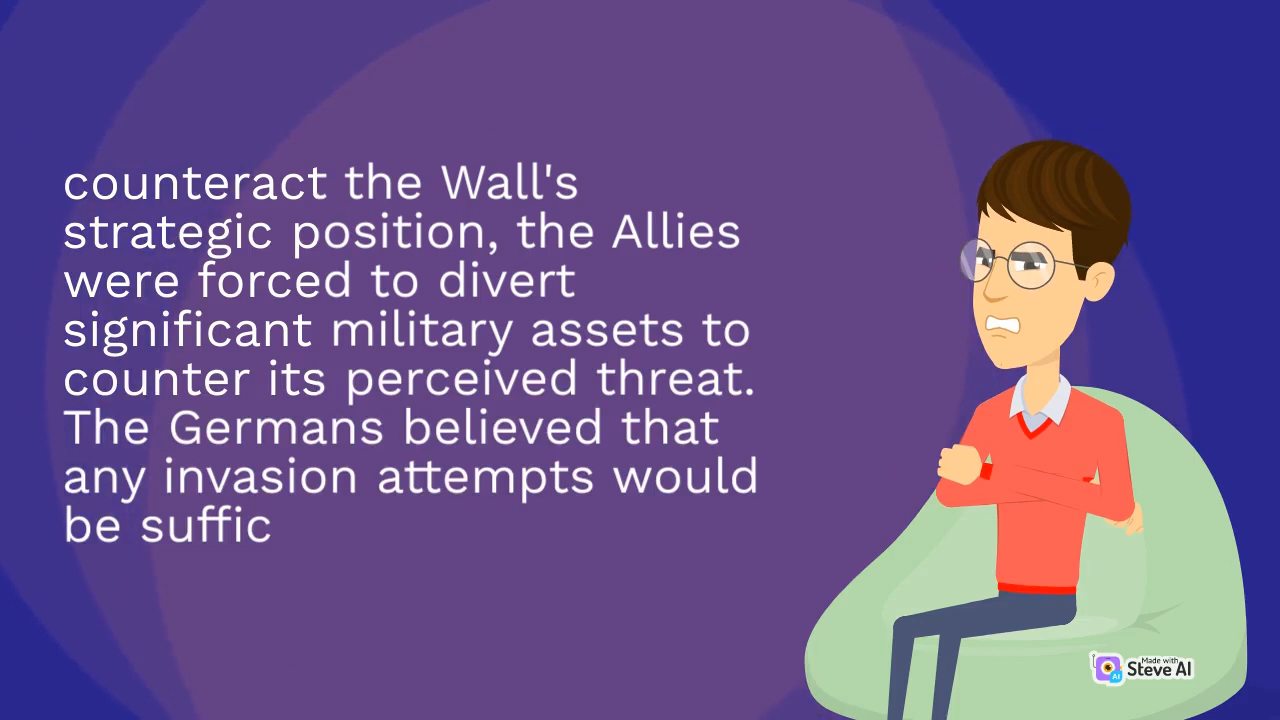 counteract the Wall's
strategic position, the Allies
were forced to divert
significant military assets to
counter its perceived threat.
The Germans believed that
any invasion attempts would
be suffic
Made with
Steve AI
AI